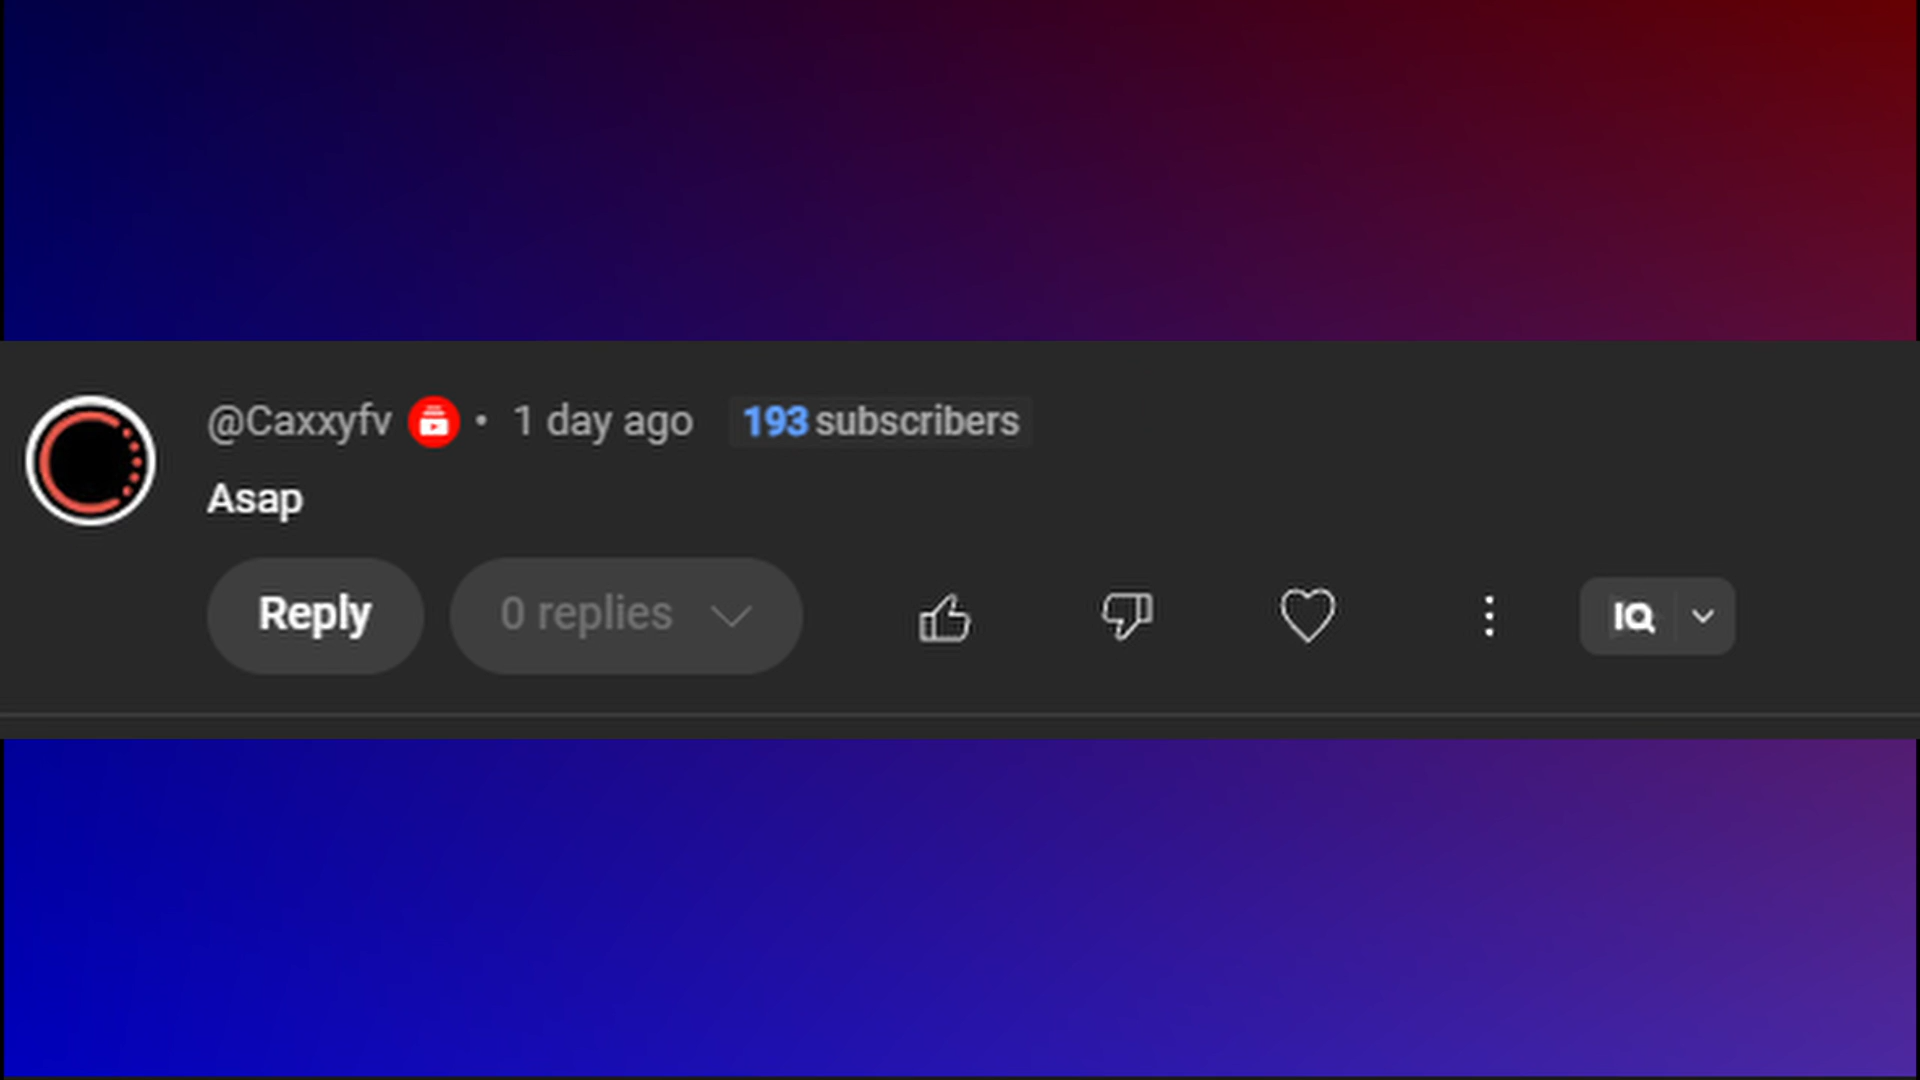 @Caxxyfv • 1 day ago 193 subscribers
Asap
Reply 0 replies IQ